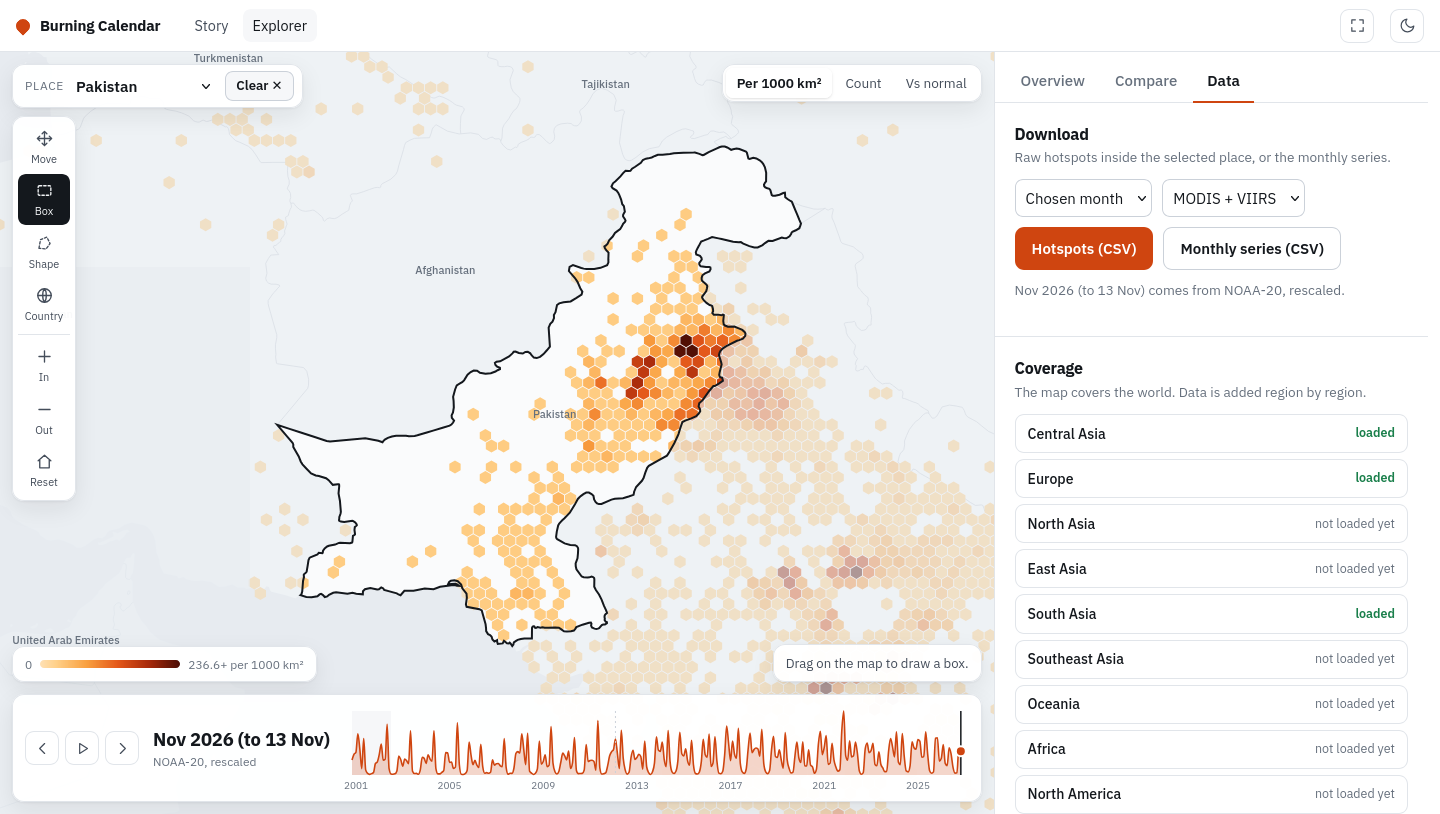 Burning Calendar
Story
Explorer
Turkmenistan
Tajikistan
Afghanistan
Pakistan
United Arab Emirates
PLACE
Pakistan
Clear ✕
Per 1000 km²
Count
Vs normal
Move
Box
Shape
Country
In
Out
Reset
0
236.6+ per 1000 km²
Drag on the map to draw a box.
Nov 2026 (to 13 Nov)
NOAA-20, rescaled
2001 2005 2009 2013 2017 2021 2025
Overview
Compare
Data
Download
Raw hotspots inside the selected place, or the monthly series.
Chosen month
MODIS + VIIRS
Hotspots (CSV)
Monthly series (CSV)
Nov 2026 (to 13 Nov) comes from NOAA-20, rescaled.
Coverage
The map covers the world. Data is added region by region.
Central Asia loaded
Europe loaded
North Asia not loaded yet
East Asia not loaded yet
South Asia loaded
Southeast Asia not loaded yet
Oceania not loaded yet
Africa not loaded yet
North America not loaded yet